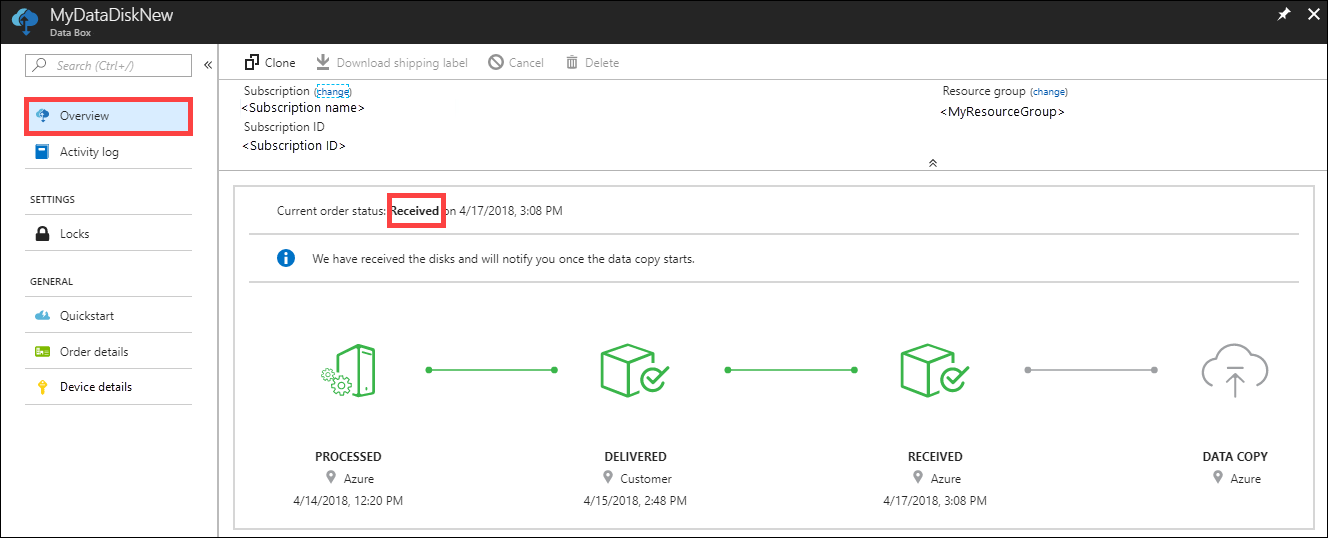 MyDataDiskNew
Data Box
Search (Ctrl+/)
«
Overview
Activity log
SETTINGS
Locks
GENERAL
Quickstart
Order details
Device details
Clone
Download shipping label
Cancel
Delete
Subscription (change)
<Subscription name>
Subscription ID
<Subscription ID>
Resource group (change)
<MyResourceGroup>
Current order status: Received on 4/17/2018, 3:08 PM
We have received the disks and will notify you once the data copy starts.
PROCESSED
Azure
4/14/2018, 12:20 PM
DELIVERED
Customer
4/15/2018, 2:48 PM
RECEIVED
Azure
4/17/2018, 3:08 PM
DATA COPY
Azure